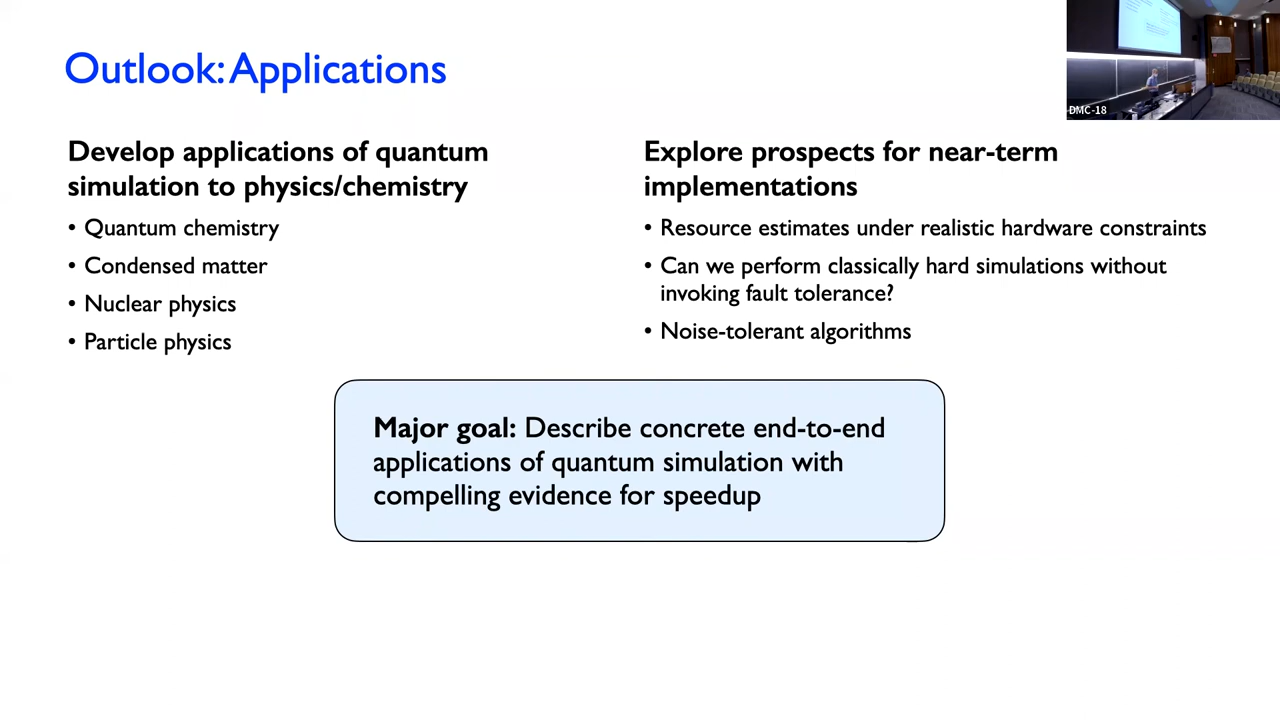 Outlook: Applications
DMC-18
Develop applications of quantum
simulation to physics/chemistry
• Quantum chemistry
• Condensed matter
• Nuclear physics
• Particle physics
Explore prospects for near-term
implementations
• Resource estimates under realistic hardware constraints
• Can we perform classically hard simulations without
invoking fault tolerance?
• Noise-tolerant algorithms
Major goal: Describe concrete end-to-end
applications of quantum simulation with
compelling evidence for speedup